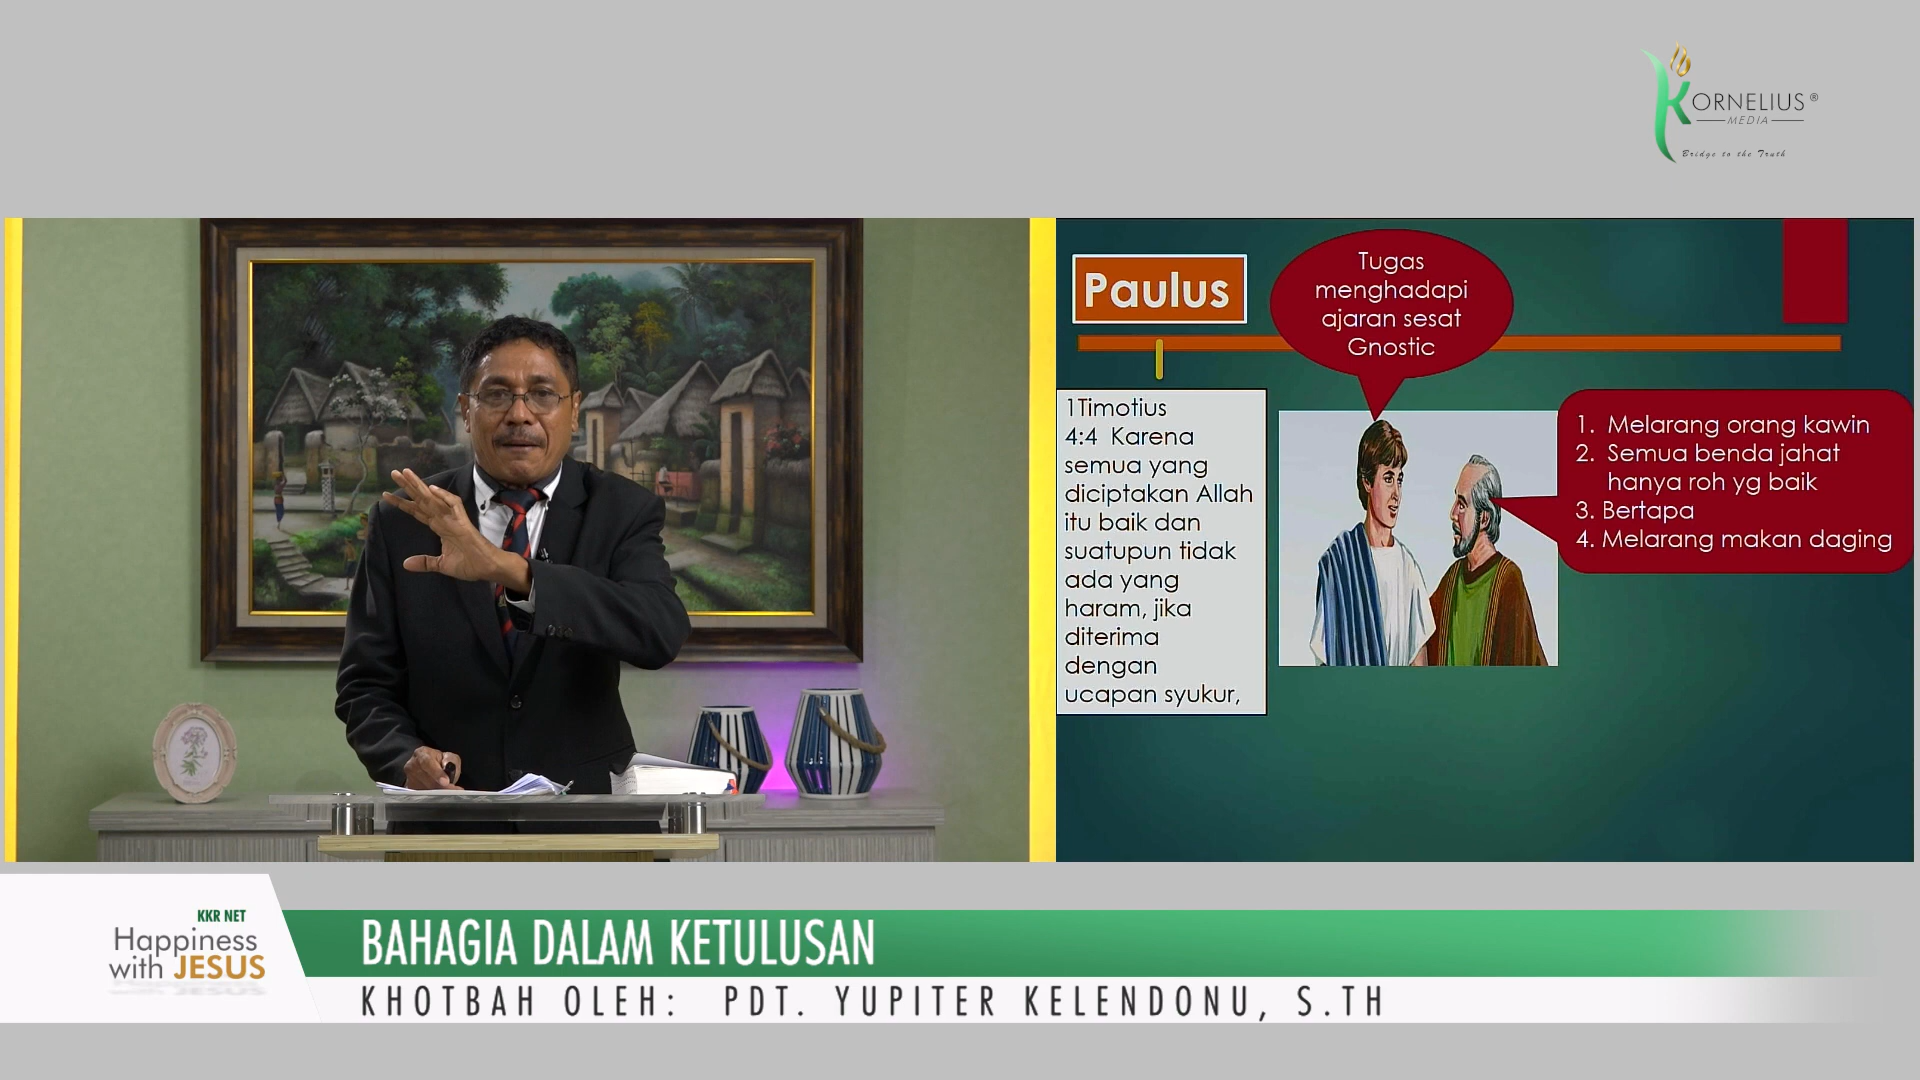 KORNELIUS®
MEDIA
Bridge to the Truth
Paulus
Tugas
menghadapi
ajaran sesat
Gnostic
1Timotius
4:4 Karena
semua yang
diciptakan Allah
itu baik dan
suatupun tidak
ada yang
haram, jika
diterima
dengan
ucapan syukur,
1. Melarang orang kawin
2. Semua benda jahat
hanya roh yg baik
3. Bertapa
4. Melarang makan daging
KKR NET
Happiness
with JESUS
BAHAGIA DALAM KETULUSAN
KHOTBAH OLEH: PDT. YUPITER KELENDONU, S.TH